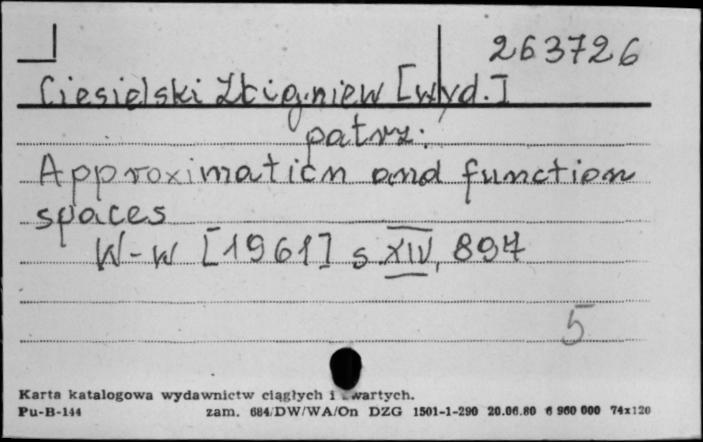 263726
Ciesielski Zbigniew [wyd.]
patrz:
Approximation and function
spaces
W-w [1961] s. XIV, 897
5
Karta katalogowa wydawnictw ciągłych i zwartych.
Pu-B-144 zam. 684/DW/WA/On DZG 1501-1-290 20.06.80 6 960 000 74x120